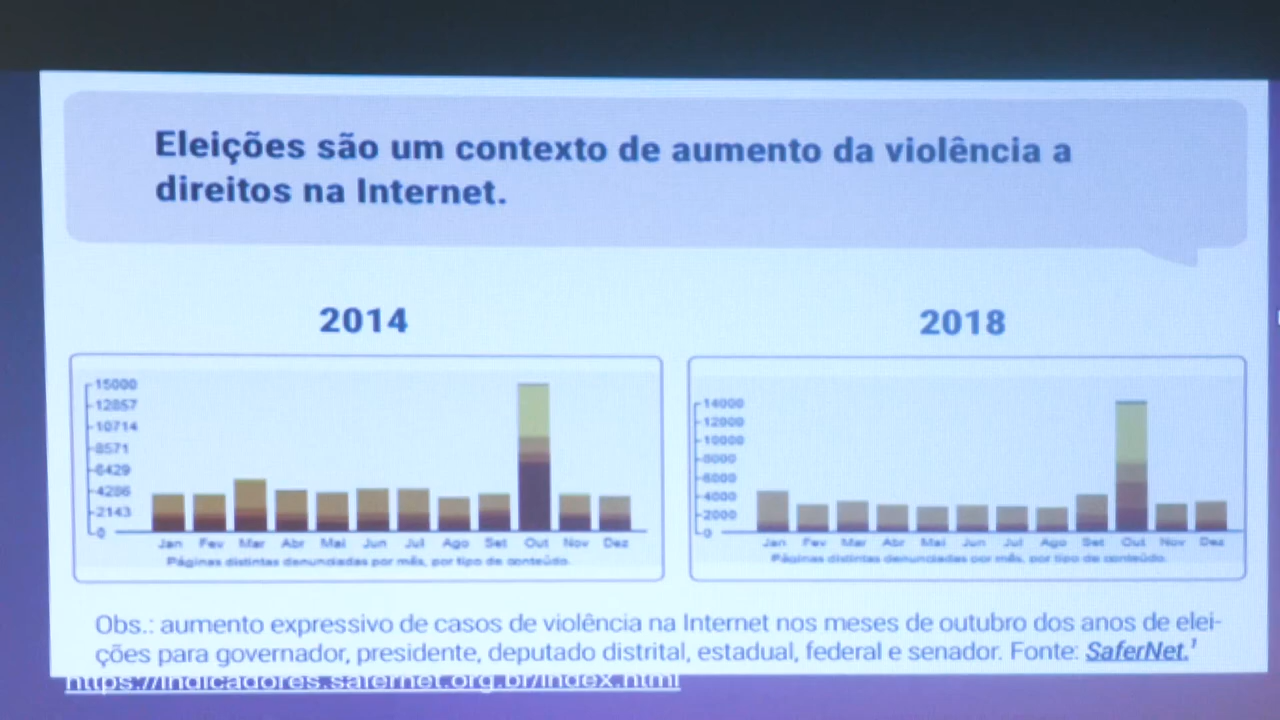 Eleições são um contexto de aumento da violência a
direitos na Internet.
2014
2018
15000
12857
10714
8571
6429
4286
2143
0
Jan Fev Mar Abr Mai Jun Jul Ago Set Out Nov Dez
Páginas distintas denunciadas por mês, por tipo de conteúdo.
14000
12000
10000
8000
6000
4000
2000
0
Jan Fev Mar Abr Mai Jun Jul Ago Set Out Nov Dez
Páginas distintas denunciadas por mês, por tipo de conteúdo.
Obs.: aumento expressivo de casos de violência na Internet nos meses de outubro dos anos de elei-
ções para governador, presidente, deputado distrital, estadual, federal e senador. Fonte: SaferNet.¹
https://indicadores.safernet.org.br/index.html